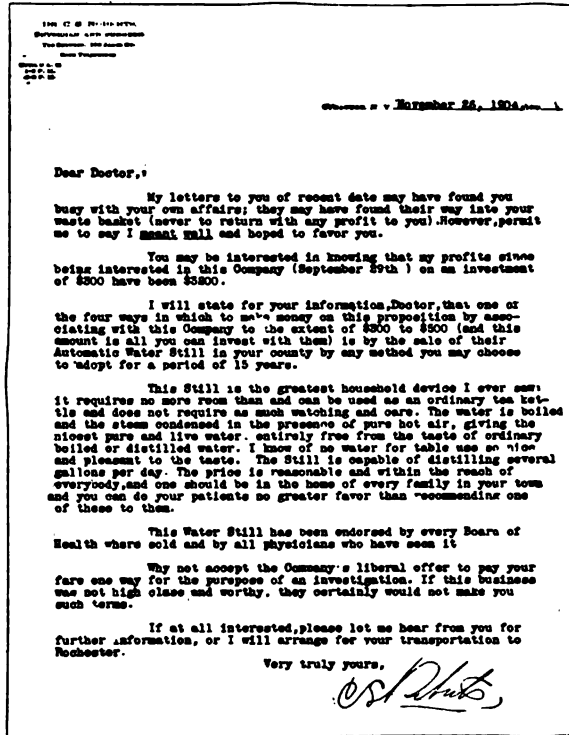 DR. C. S. ROBERTS,
November 26, 1904,
Dear Doctor,:
My letters to you of recent date may have found you
busy with your own affairs; they may have found their way into your
waste basket (never to return with any profit to you).However,permit
me to say I meant well and hoped to favor you.
You may be interested in knowing that my profits since
being interested in this Company (September 29th ) on an investment
of $300 have been $3200.
I will state for your information,Doctor,that one of
the four ways in which to make money on this proposition by asso-
ciating with this Company to the extent of $300 to $500 (and this
amount is all you can invest with them) is by the sale of their
Automatic Water Still in your county by any method you may choose
to adopt for a period of 15 years.
This Still is the greatest household device I ever saw:
it requires no more room than and can be used as an ordinary tea ket-
tle and does not require as much watching and care. The water is boiled
and the steam condensed in the presence of pure hot air, giving the
nicest pure and live water. entirely free from the taste of ordinary
boiled or distilled water. I know of no water for table use so nice
and pleasant to the taste. The Still is capable of distilling several
gallons per day. The price is reasonable and within the reach of
everybody,and one should be in the home of every family in your town
and you can do your patients no greater favor than recommending one
of these to them.
This Water Still has been endorsed by every Board of
Health where sold and by all physicians who have seen it
Why not accept the Company's liberal offer to pay your
fare one way for the purepose of an investigation. If this business
was not high class and worthy, they certainly would not make you
such terms.
If at all interested,please let me hear from you for
further information, or I will arrange for your transportation to
Rochester.
Very truly yours,
CS Roberts,